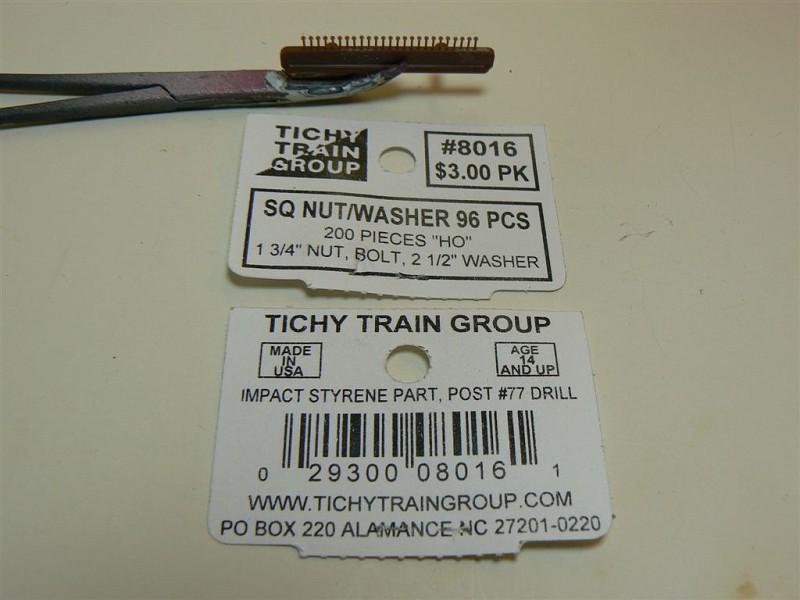 TICHY
TRAIN
GROUP
#8016
$3.00 PK
SQ NUT/WASHER 96 PCS
200 PIECES "HO"
1 3/4" NUT, BOLT, 2 1/2" WASHER
TICHY TRAIN GROUP
MADE
IN
USA
AGE
14
AND UP
IMPACT STYRENE PART, POST #77 DRILL
0 29300 08016 1
WWW.TICHYTRAINGROUP.COM
PO BOX 220 ALAMANCE NC 27201-0220